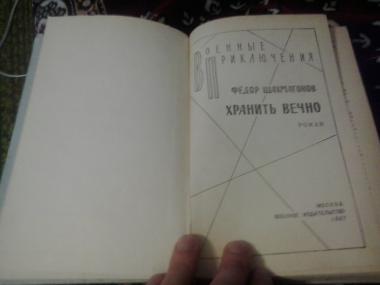 Военные
Приключения
ФЕДОР ШАХМАГОНОВ
ХРАНИТЬ ВЕЧНО
РОМАН
МОСКВА
ВОЕННОЕ ИЗДАТЕЛЬСТВО